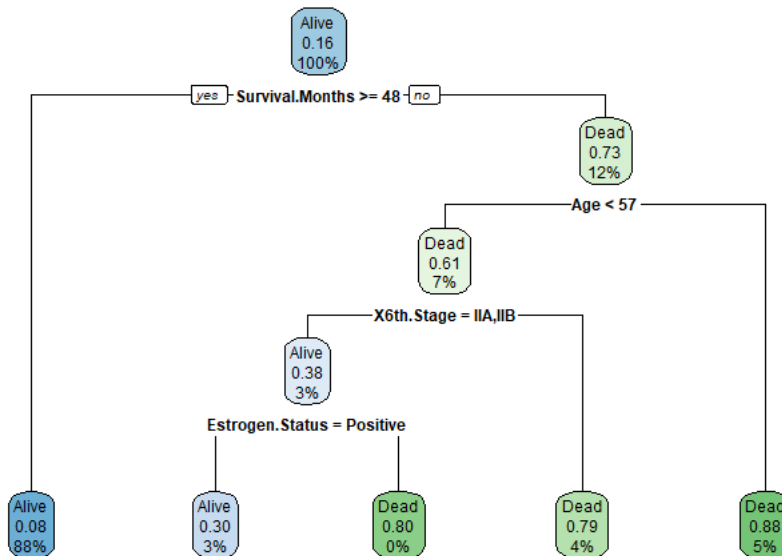 Alive
0.16
100%
yes Survival.Months >= 48 no
Dead
0.73
12%
Age < 57
Dead
0.61
7%
X6th.Stage = IIA,IIB
Alive
0.38
3%
Estrogen.Status = Positive
Alive
0.08
88%
Alive
0.30
3%
Dead
0.80
0%
Dead
0.79
4%
Dead
0.88
5%